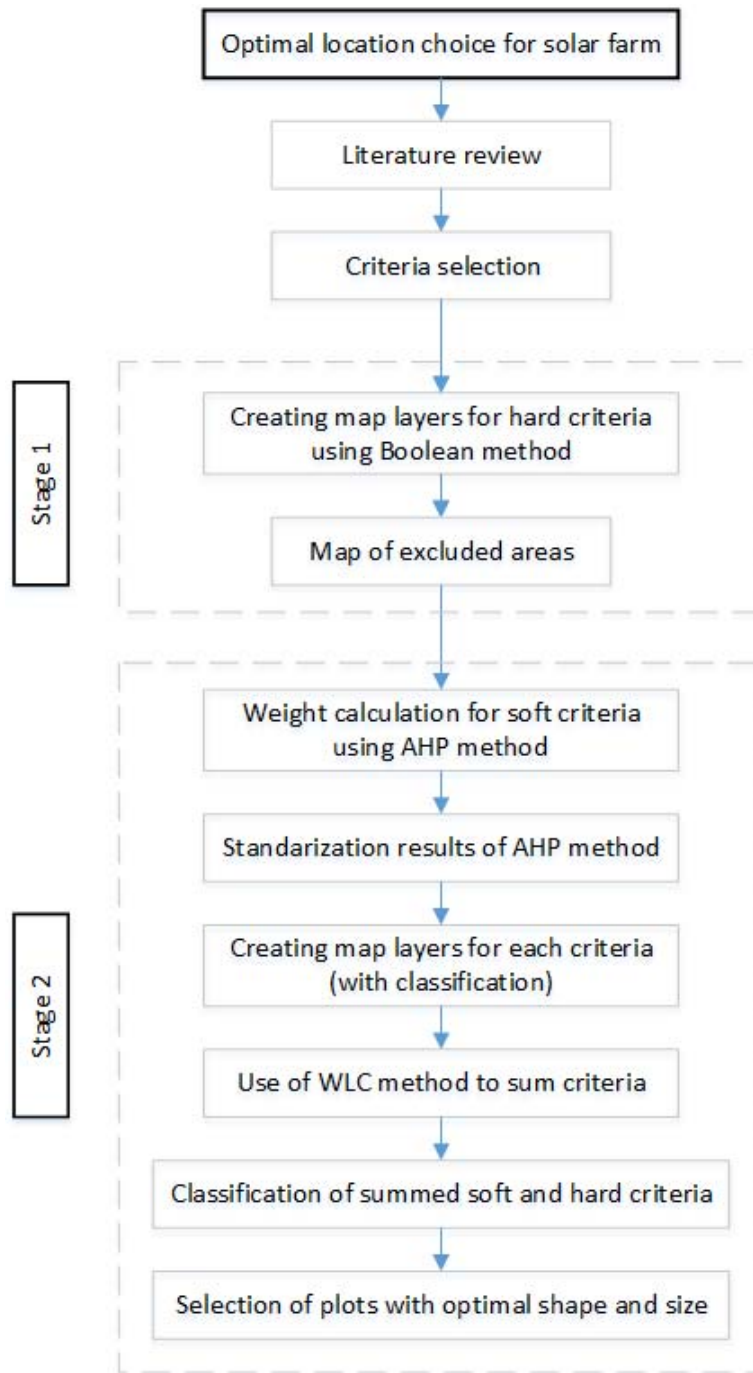 Optimal location choice for solar farm
Literature review
Criteria selection
Stage 1
Creating map layers for hard criteria
using Boolean method
Map of excluded areas
Stage 2
Weight calculation for soft criteria
using AHP method
Standarization results of AHP method
Creating map layers for each criteria
(with classification)
Use of WLC method to sum criteria
Classification of summed soft and hard criteria
Selection of plots with optimal shape and size